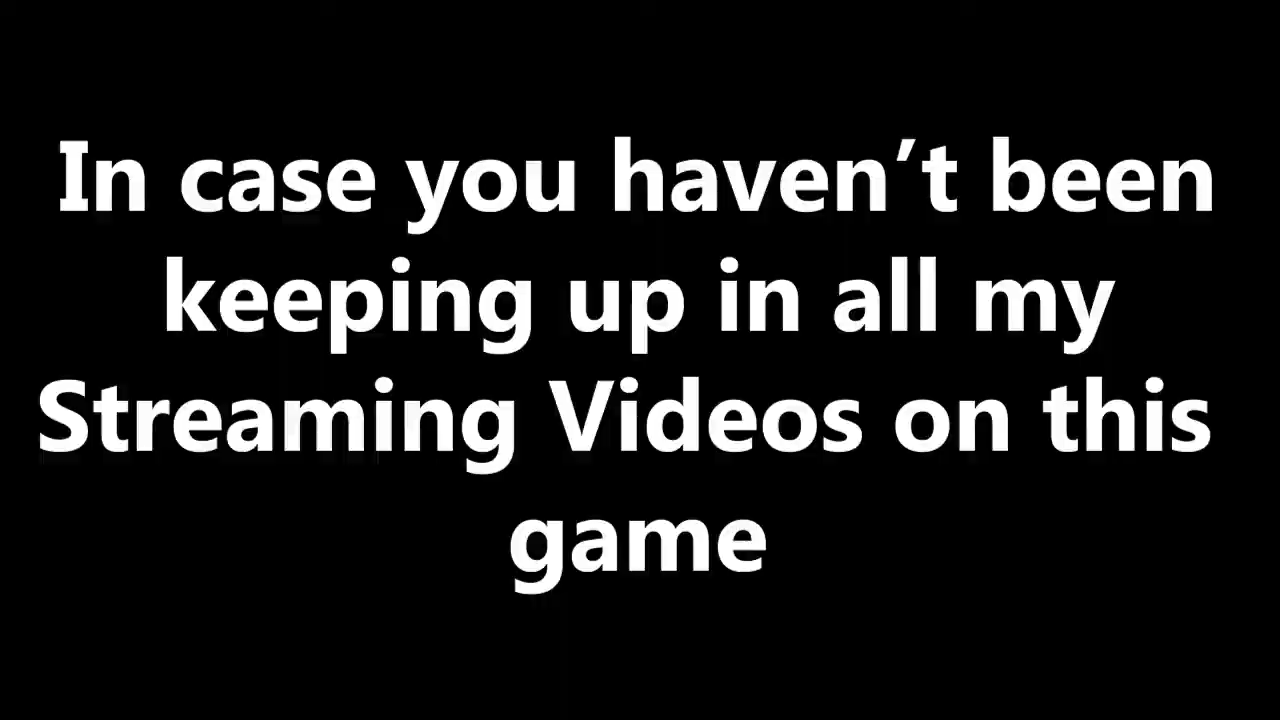 In case you haven’t been
keeping up in all my
Streaming Videos on this
game